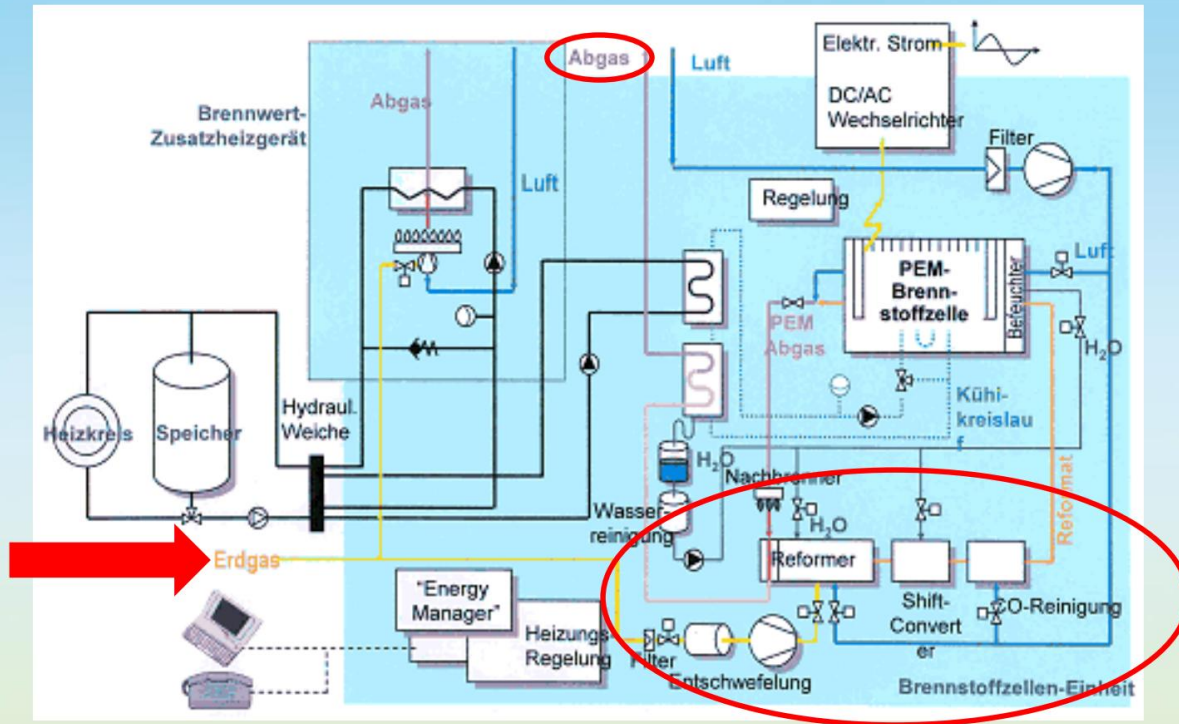 Abgas
Luft
Elektr. Strom
DC/AC
Wechselrichter
Filter
Brennwert-
Zusatzheizgerät
Abgas
Luft
Regelung
Luft
PEM-
Brenn-
stoffzelle
Befeuchter
PEM
Abgas
H₂O
Kühi-
kreislau
f
Heizkreis
Speicher
Hydraul.
Weiche
H₂O
Nachbrenner
Wasser-
reinigung
H₂O
Reformat
Erdgas
Reformer
"Energy
Manager"
Heizungs-
Regelung
Filter
Entschwefelung
Shift-
Convert
er
CO-Reinigung
Brennstoffzellen-Einheit